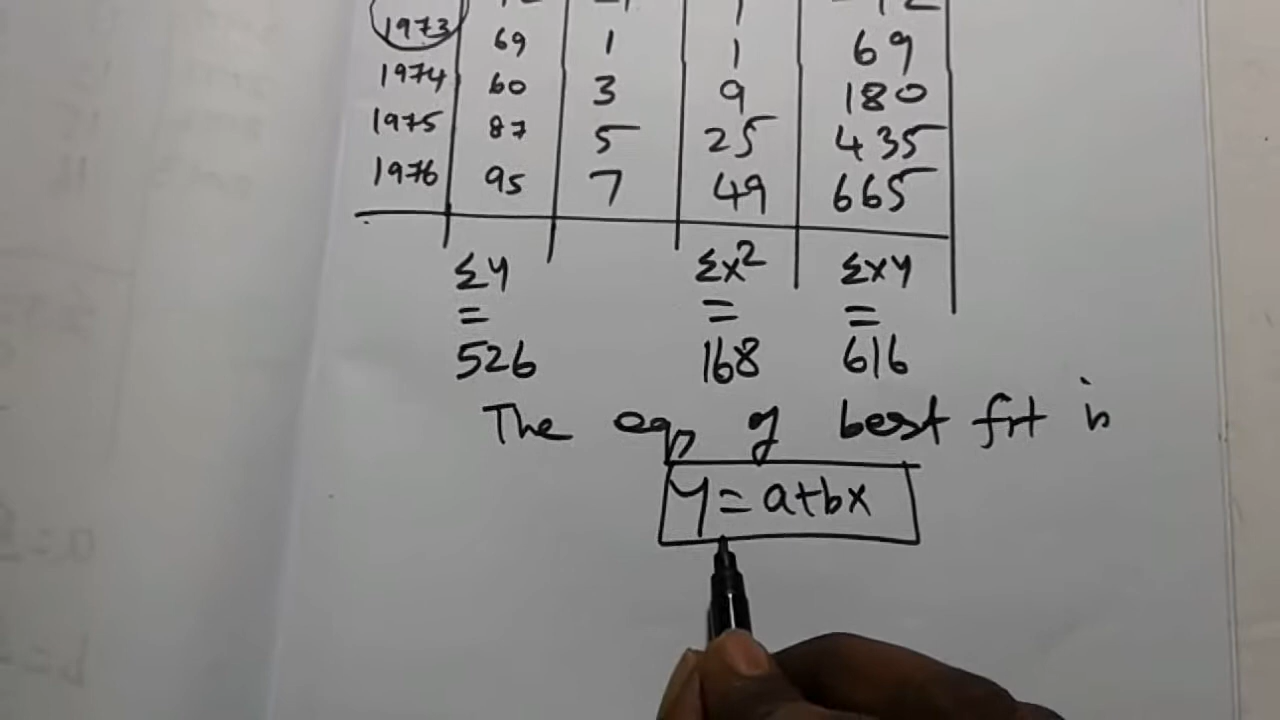 1973 69 1 1 69
1974 60 3 9 180
1975 87 5 25 435
1976 95 7 49 665
Σy Σx² Σxy
= = =
526 168 616
The eqn of best fit is
y = a+bx